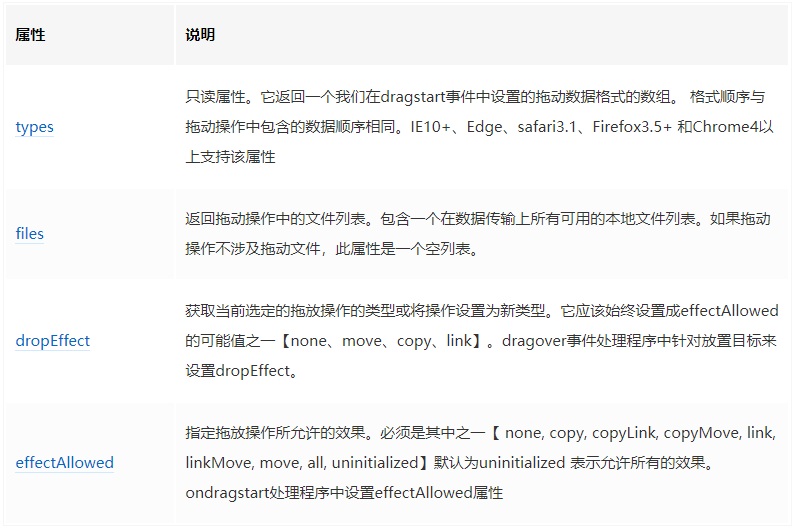 属性 说明
types
只读属性。它返回一个我们在dragstart事件中设置的拖动数据格式的数组。 格式顺序与
拖动操作中包含的数据顺序相同。IE10+、Edge、safari3.1、Firefox3.5+ 和Chrome4以
上支持该属性
files
返回拖动操作中的文件列表。包含一个在数据传输上所有可用的本地文件列表。如果拖动
操作不涉及拖动文件，此属性是一个空列表。
dropEffect
获取当前选定的拖放操作的类型或将操作设置为新类型。它应该始终设置成effectAllowed
的可能值之一【none、move、copy、link】。dragover事件处理程序中针对放置目标来
设置dropEffect。
effectAllowed
指定拖放操作所允许的效果。必须是其中之一【 none, copy, copyLink, copyMove, link,
linkMove, move, all, uninitialized】默认为uninitialized 表示允许所有的效果。
ondragstart处理程序中设置effectAllowed属性